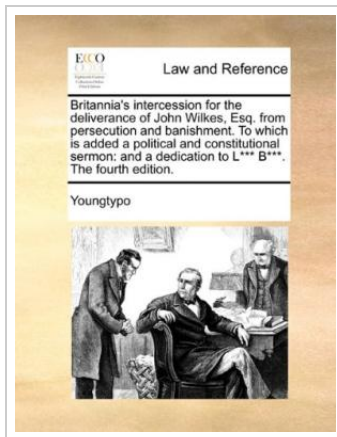 ECCO
Law and Reference
Britannia's intercession for the
deliverance of John Wilkes, Esq. from
persecution and banishment. To which
is added a political and constitutional
sermon: and a dedication to L*** B***.
The fourth edition.
Youngtypo